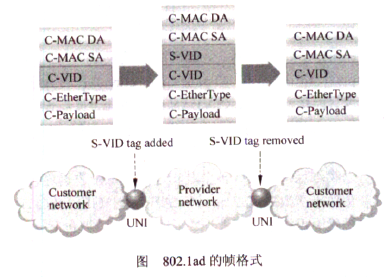 C-MAC DA
C-MAC SA
C-VID
C-EtherType
C-Payload
C-MAC DA
C-MAC SA
S-VID
C-VID
C-EtherType
C-Payload
C-MAC DA
C-MAC SA
C-VID
C-EtherType
C-Payload
S-VID tag added
S-VID tag removed
Customer
network
UNI
Provider
network
UNI
Customer
network
图 802.1ad 的帧格式